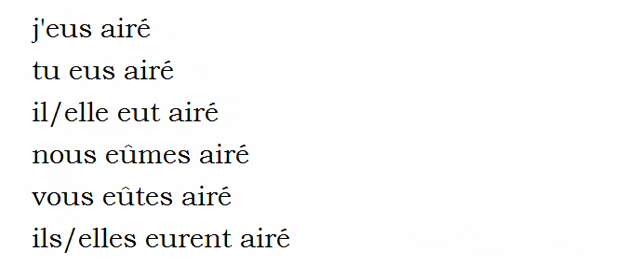 j'eus airé
tu eus airé
il/elle eut airé
nous eûmes airé
vous eûtes airé
ils/elles eurent airé